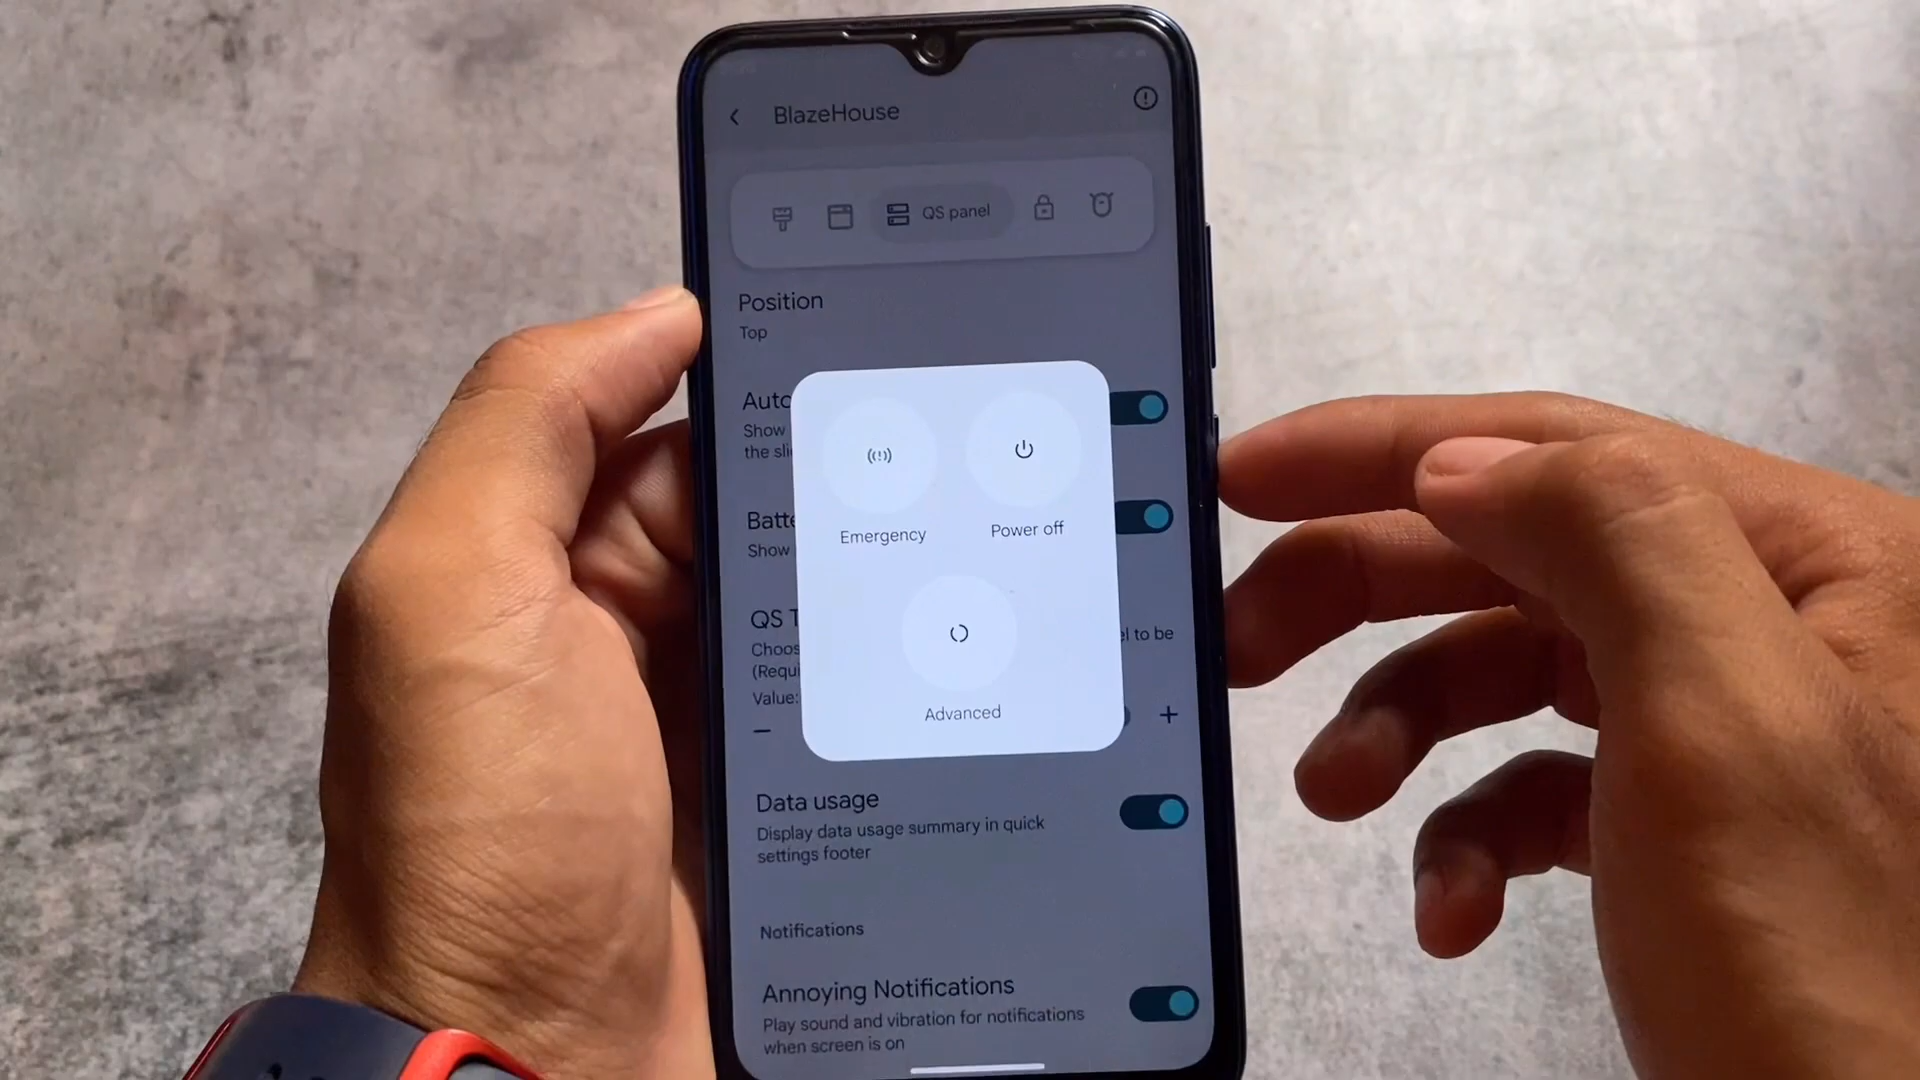 BlazeHouse
QS panel
Position
Top
Auto
Show
the sli
Batte
Show
QS T
Choos
el to be
(Requi
Value:
Emergency
Power off
Advanced
Data usage
Display data usage summary in quick
settings footer
Notifications
Annoying Notifications
Play sound and vibration for notifications
when screen is on